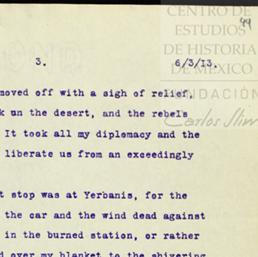 CENTRO DE
ESTUDIOS
DE HISTORIA
DE MEXICO
FUNDACIÓN
Carlos Slim
44
3. 6/3/13.
moved off with a sigh of relief,
k un the desert, and the rebels
It took all my diplomacy and the
liberate us from an exceedingly
t stop was at Yerbanis, for the
the car and the wind dead against
in the burned station, or rather
d over my blanket to the shivering